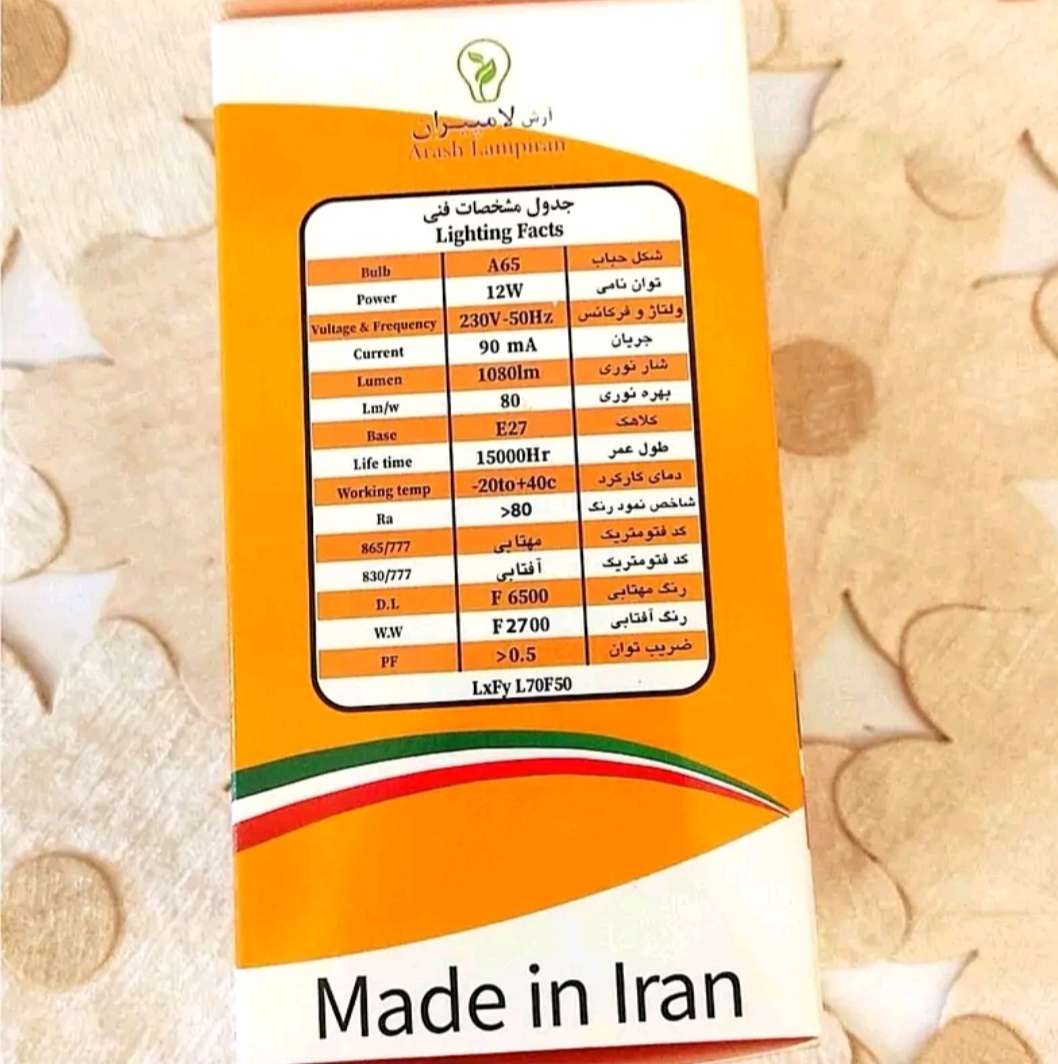 آرش لامپیران
Arash Lampiran
جدول مشخصات فنی
Lighting Facts
Bulb A65 شکل حباب
Power 12W توان نامی
Vultage & Frequency 230V-50Hz ولتاژ و فرکانس
Current 90 mA جریان
Lumen 1080lm شار نوری
Lm/w 80 بهره نوری
Base E27 کلاهک
Life time 15000Hr طول عمر
Working temp -20to+40c دمای کارکرد
Ra >80 شاخص نمود رنگ
865/777 مهتابی کد فتومتریک
830/777 آفتابی کد فتومتریک
D.L F 6500 رنگ مهتابی
W.W F2700 رنگ آفتابی
PF >0.5 ضریب توان
LxFy L70F50
Made in Iran